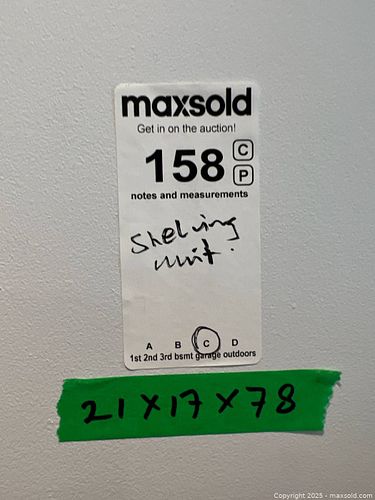 maxsold
Get in on the auction!
158 C
P
notes and measurements
Shelving
unit.
A B C D
1st 2nd 3rd bsmt garage outdoors
21 x 17 x 78
Copyright 2025 - maxsold.com